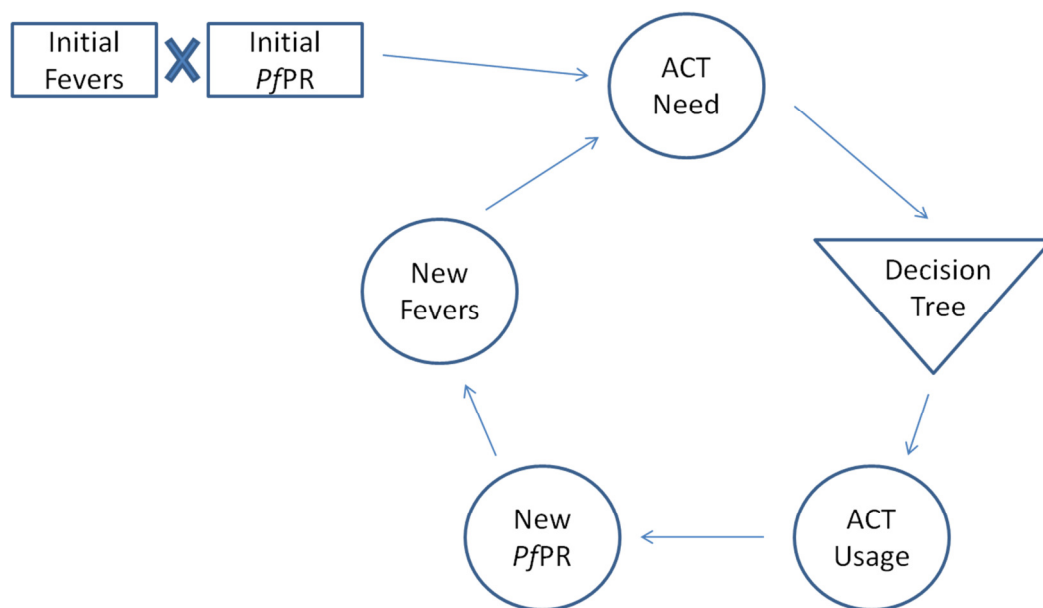 Initial
Fevers
Initial
PfPR
ACT
Need
Decision
Tree
ACT
Usage
New
PfPR
New
Fevers